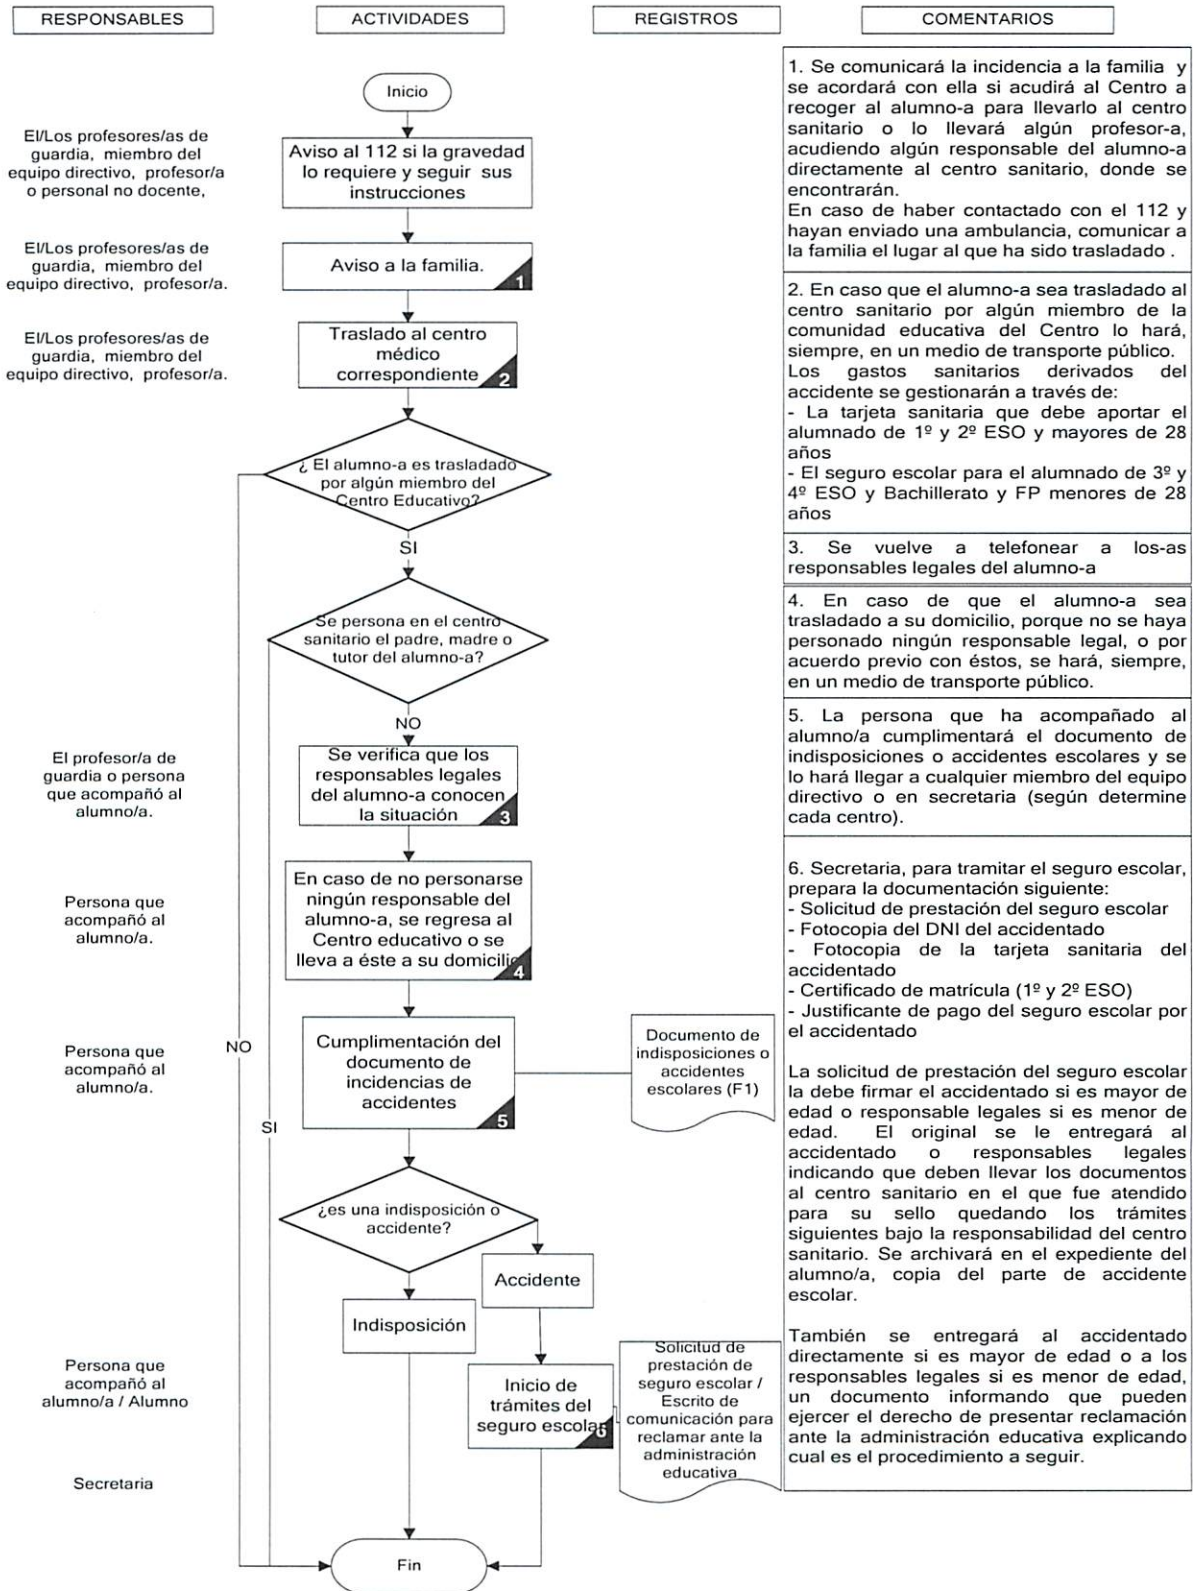 RESPONSABLES
ACTIVIDADES
REGISTROS
COMENTARIOS
Inicio
El/Los profesores/as de
guardia, miembro del
equipo directivo, profesor/a
o personal no docente,
Aviso al 112 si la gravedad
lo requiere y seguir sus
instrucciones
El/Los profesores/as de
guardia, miembro del
equipo directivo, profesor/a.
Aviso a la familia.
1
El/Los profesores/as de
guardia, miembro del
equipo directivo, profesor/a.
Traslado al centro
médico
correspondiente
2
¿ El alumno-a es trasladado
por algún miembro del
Centro Educativo?
SI
Se persona en el centro
sanitario el padre, madre o
tutor del alumno-a?
NO
El profesor/a de
guardia o persona
que acompañó al
alumno/a.
Se verifica que los
responsables legales
del alumno-a conocen
la situación
3
Persona que
acompañó al
alumno/a.
En caso de no personarse
ningún responsable del
alumno-a, se regresa al
Centro educativo o se
lleva a éste a su domicilio
4
Persona que
acompañó al
alumno/a.
NO
SI
Cumplimentación del
documento de
incidencias de
accidentes
5
Documento de
indisposiciones o
accidentes
escolares (F1)
¿es una indisposición o
accidente?
Accidente
Indisposición
Persona que
acompañó al
alumno/a / Alumno
Inicio de
trámites del
seguro escolar
6
Solicitud de
prestación de
seguro escolar /
Escrito de
comunicación para
reclamar ante la
administración
educativa
Secretaria
Fin
1. Se comunicará la incidencia a la familia y
se acordará con ella si acudirá al Centro a
recoger al alumno-a para llevarlo al centro
sanitario o lo llevará algún profesor-a,
acudiendo algún responsable del alumno-a
directamente al centro sanitario, donde se
encontrarán.
En caso de haber contactado con el 112 y
hayan enviado una ambulancia, comunicar a
la familia el lugar al que ha sido trasladado .
2. En caso que el alumno-a sea trasladado al
centro sanitario por algún miembro de la
comunidad educativa del Centro lo hará,
siempre, en un medio de transporte público.
Los gastos sanitarios derivados del
accidente se gestionarán a través de:
- La tarjeta sanitaria que debe aportar el
alumnado de 1º y 2º ESO y mayores de 28
años
- El seguro escolar para el alumnado de 3º y
4º ESO y Bachillerato y FP menores de 28
años
3. Se vuelve a telefonear a los-as
responsables legales del alumno-a
4. En caso de que el alumno-a sea
trasladado a su domicilio, porque no se haya
personado ningún responsable legal, o por
acuerdo previo con éstos, se hará, siempre,
en un medio de transporte público.
5. La persona que ha acompañado al
alumno/a cumplimentará el documento de
indisposiciones o accidentes escolares y se
lo hará llegar a cualquier miembro del equipo
directivo o en secretaria (según determine
cada centro).
6. Secretaria, para tramitar el seguro escolar,
prepara la documentación siguiente:
- Solicitud de prestación del seguro escolar
- Fotocopia del DNI del accidentado
- Fotocopia de la tarjeta sanitaria del
accidentado
- Certificado de matrícula (1º y 2º ESO)
- Justificante de pago del seguro escolar por
el accidentado
La solicitud de prestación del seguro escolar
la debe firmar el accidentado si es mayor de
edad o responsable legales si es menor de
edad. El original se le entregará al
accidentado o responsables legales
indicando que deben llevar los documentos
al centro sanitario en el que fue atendido
para su sello quedando los trámites
siguientes bajo la responsabilidad del centro
sanitario. Se archivará en el expediente del
alumno/a, copia del parte de accidente
escolar.
También se entregará al accidentado
directamente si es mayor de edad o a los
responsables legales si es menor de edad,
un documento informando que pueden
ejercer el derecho de presentar reclamación
ante la administración educativa explicando
cual es el procedimiento a seguir.